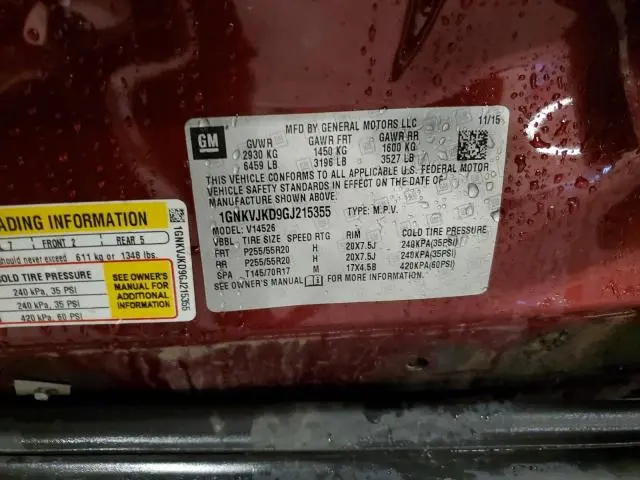 GM
MFD BY GENERAL MOTORS LLC 11/15
GVWR GAWR FRT GAWR RR
2930 KG 1450 KG 1600 KG
6459 LB 3196 LB 3527 LB
THIS VEHICLE CONFORMS TO ALL APPLICABLE U.S. FEDERAL MOTOR
VEHICLE SAFETY STANDARDS IN EFFECT ON THE DATE OF
MANUFACTURE SHOWN ABOVE.
1GNKVJKD9GJ215355 TYPE: M.P.V.
MODEL: V14526
VBBL TIRE SIZE SPEED RTG RIM COLD TIRE PRESSURE
FRT P255/55R20 H 20X7.5J 240KPA(35PSI)
RR P255/55R20 H 20X7.5J 240KPA(35PSI)
SPA T145/70R17 M 17X4.5B 420KPA(60PSI)
SEE OWNER'S MANUAL FOR MORE INFORMATION.
ADING INFORMATION
7 FRONT 2 REAR 5
should never exceed 611 kg or 1348 lbs.
COLD TIRE PRESSURE
240 kPa, 35 PSI
240 kPa, 35 PSI
420 kPa, 60 PSI
SEE OWNER'S
MANUAL FOR
ADDITIONAL
INFORMATION
1GNKVJKD9GJ215355